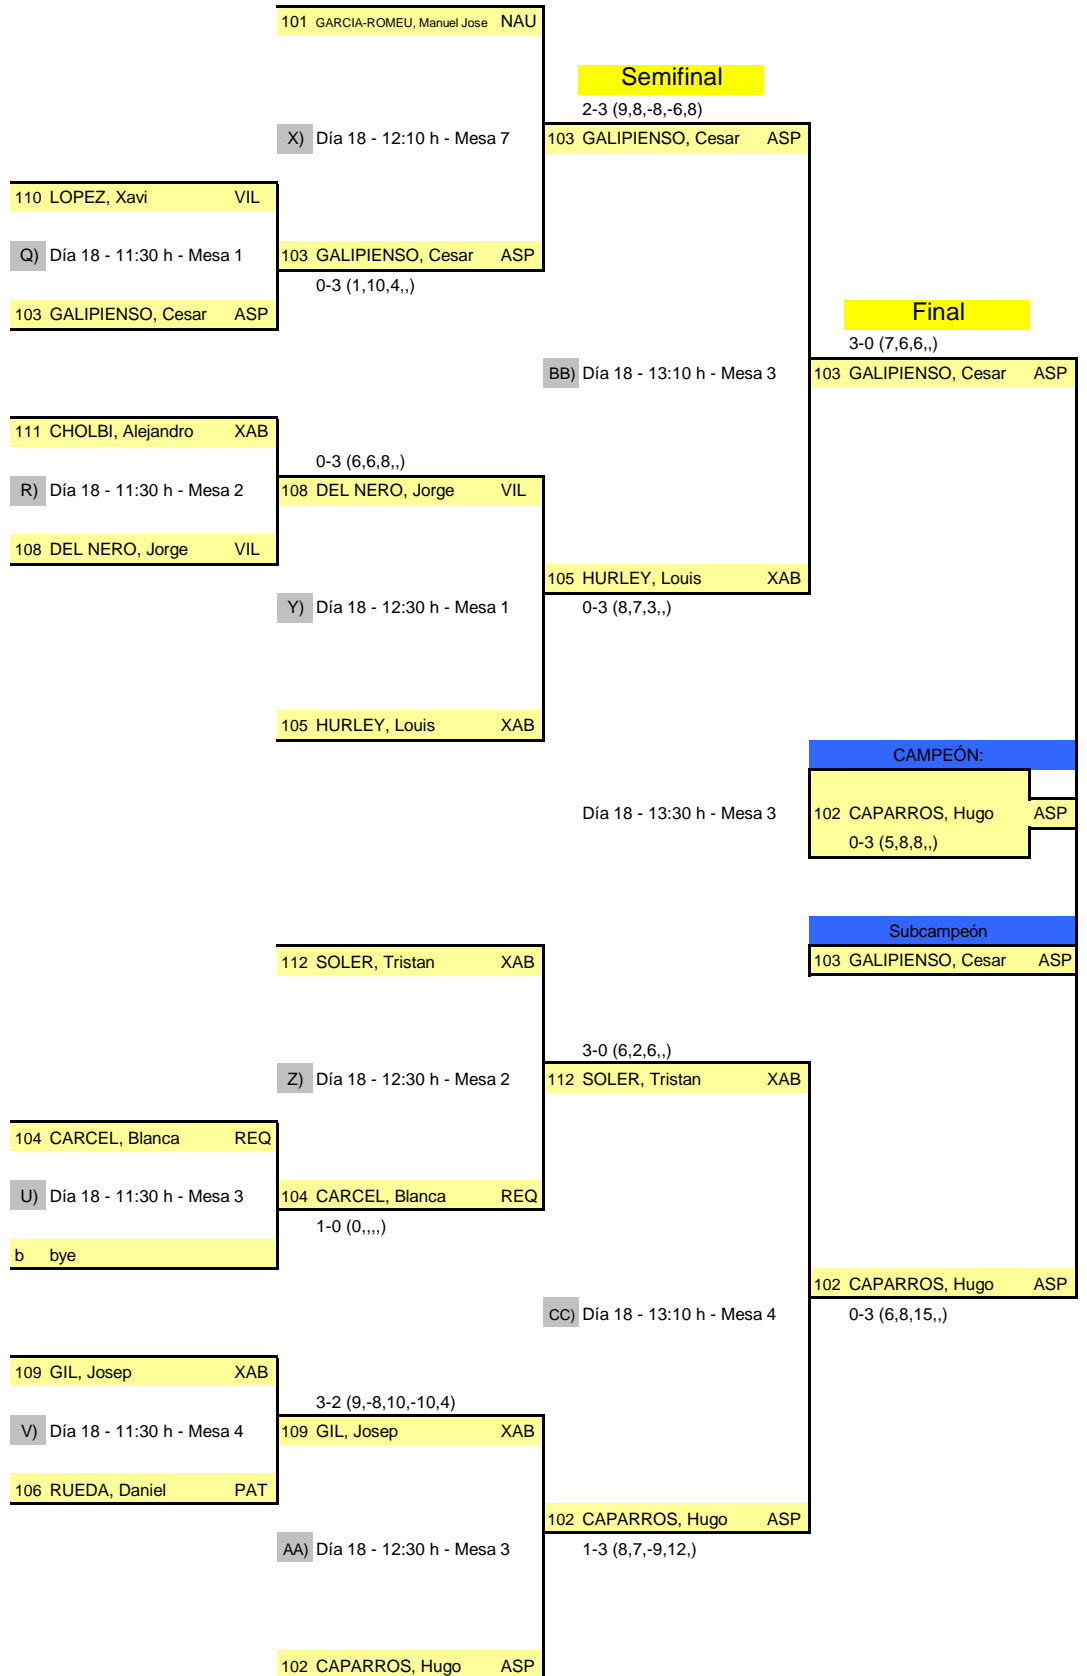 101 GARCIA-ROMEU, Manuel Jose NAU
Semifinal
2-3 (9,8,-8,-6,8)
X) Día 18 - 12:10 h - Mesa 7
103 GALIPIENSO, Cesar ASP
110 LOPEZ, Xavi VIL
Q) Día 18 - 11:30 h - Mesa 1
103 GALIPIENSO, Cesar ASP
0-3 (1,10,4,,)
103 GALIPIENSO, Cesar ASP
Final
3-0 (7,6,6,,)
BB) Día 18 - 13:10 h - Mesa 3
103 GALIPIENSO, Cesar ASP
111 CHOLBI, Alejandro XAB
0-3 (6,6,8,,)
R) Día 18 - 11:30 h - Mesa 2
108 DEL NERO, Jorge VIL
108 DEL NERO, Jorge VIL
105 HURLEY, Louis XAB
Y) Día 18 - 12:30 h - Mesa 1
0-3 (8,7,3,,)
105 HURLEY, Louis XAB
CAMPEÓN:
Día 18 - 13:30 h - Mesa 3
102 CAPARROS, Hugo ASP
0-3 (5,8,8,,)
Subcampeón
112 SOLER, Tristan XAB
103 GALIPIENSO, Cesar ASP
3-0 (6,2,6,,)
Z) Día 18 - 12:30 h - Mesa 2
112 SOLER, Tristan XAB
104 CARCEL, Blanca REQ
U) Día 18 - 11:30 h - Mesa 3
104 CARCEL, Blanca REQ
1-0 (0,,,,)
b bye
102 CAPARROS, Hugo ASP
CC) Día 18 - 13:10 h - Mesa 4
0-3 (6,8,15,,)
109 GIL, Josep XAB
3-2 (9,-8,10,-10,4)
V) Día 18 - 11:30 h - Mesa 4
109 GIL, Josep XAB
106 RUEDA, Daniel PAT
102 CAPARROS, Hugo ASP
AA) Día 18 - 12:30 h - Mesa 3
1-3 (8,7,-9,12,)
102 CAPARROS, Hugo ASP